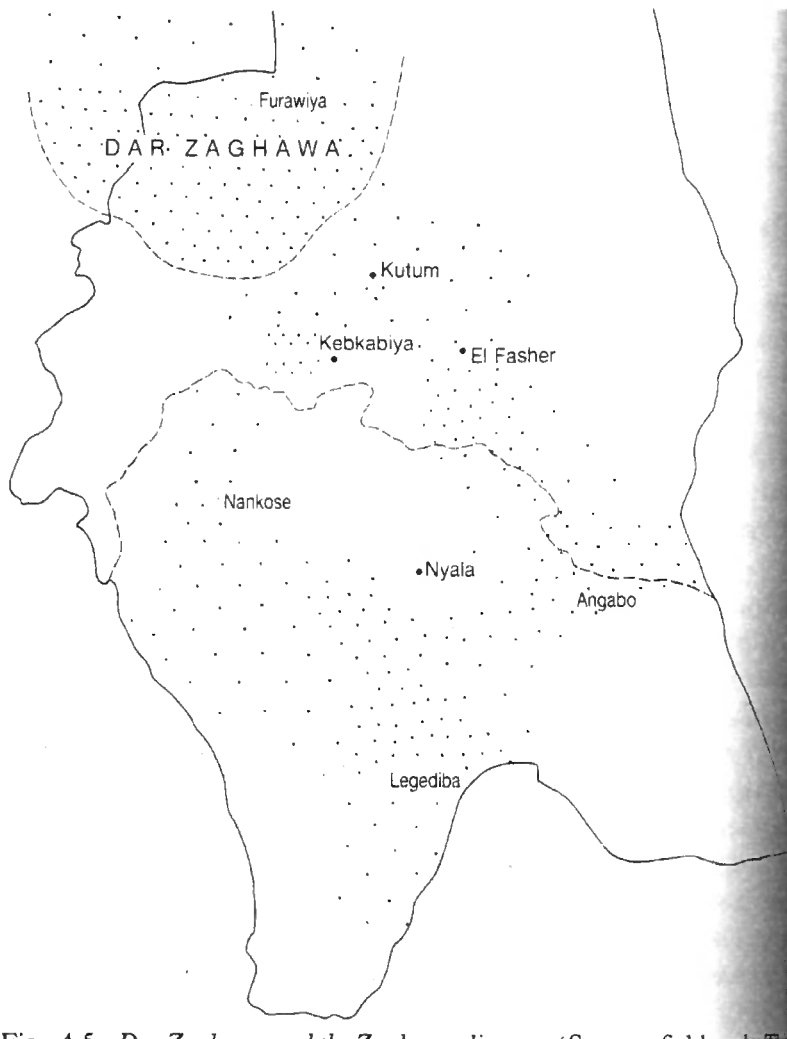 Furawiya
DAR ZAGHAWA
Kutum
Kebkabiya
El Fasher
Nankose
Nyala
Angabo
Legediba